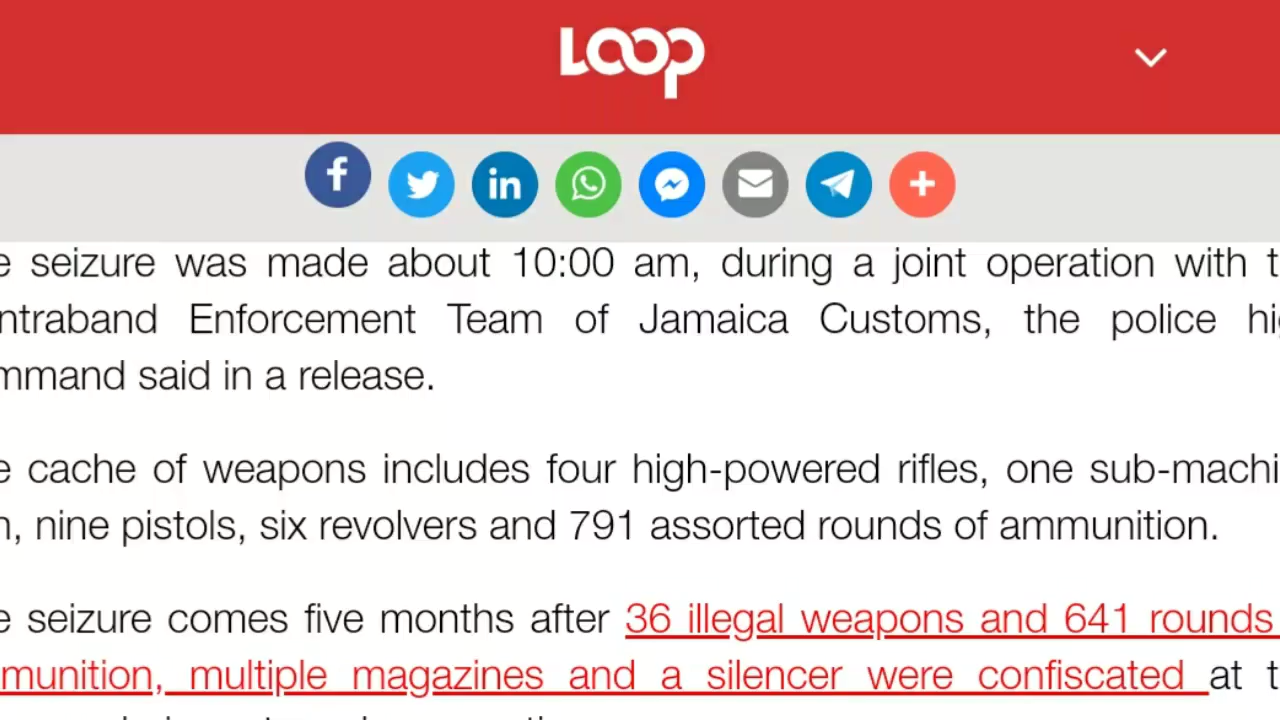 LOOP
e seizure was made about 10:00 am, during a joint operation with t
ntraband Enforcement Team of Jamaica Customs, the police hi
mmand said in a release.
e cache of weapons includes four high-powered rifles, one sub-machi
n, nine pistols, six revolvers and 791 assorted rounds of ammunition.
e seizure comes five months after 36 illegal weapons and 641 rounds
munition, multiple magazines and a silencer were confiscated at t